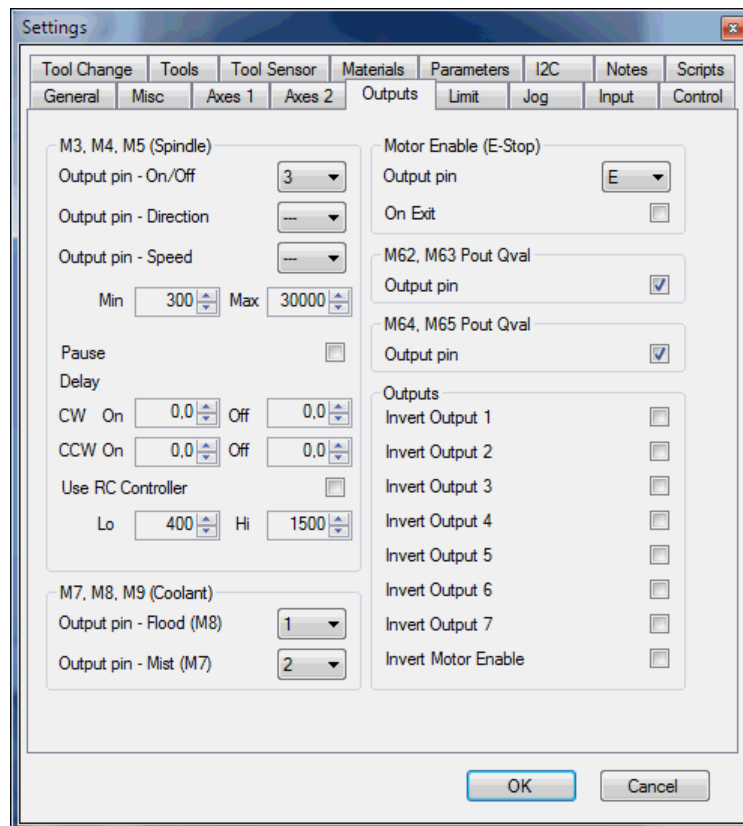 Settings
Tool Change Tools Tool Sensor Materials Parameters I2C Notes Scripts
General Misc Axes 1 Axes 2 Outputs Limit Jog Input Control
M3, M4, M5 (Spindle)
Output pin - On/Off 3
Output pin - Direction ---
Output pin - Speed ---
Min 300 Max 30000
Pause
Delay
CW On 0,0 Off 0,0
CCW On 0,0 Off 0,0
Use RC Controller
Lo 400 Hi 1500
M7, M8, M9 (Coolant)
Output pin - Flood (M8) 1
Output pin - Mist (M7) 2
Motor Enable (E-Stop)
Output pin E
On Exit
M62, M63 Pout Qval
Output pin
M64, M65 Pout Qval
Output pin
Outputs
Invert Output 1
Invert Output 2
Invert Output 3
Invert Output 4
Invert Output 5
Invert Output 6
Invert Output 7
Invert Motor Enable
OK Cancel